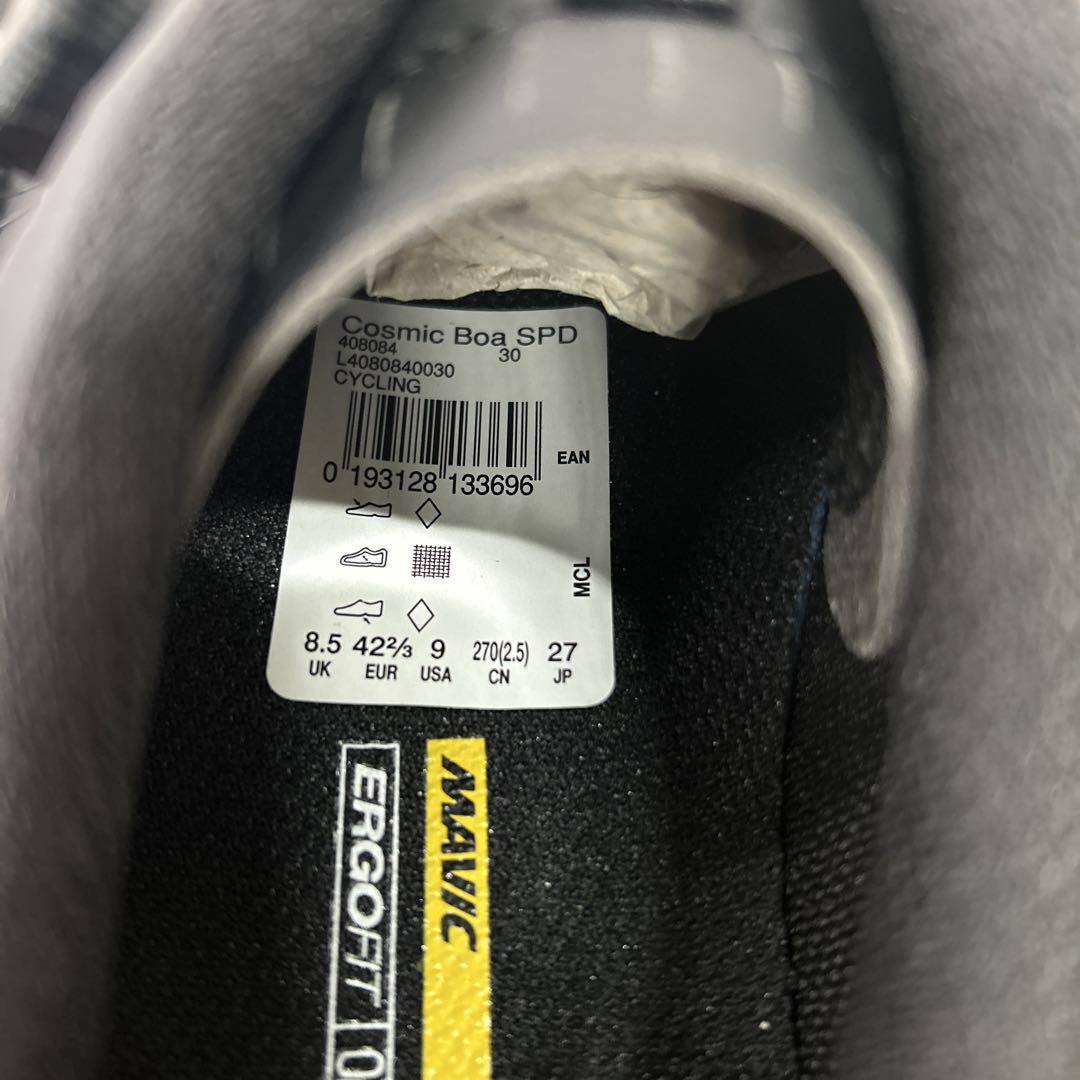 Cosmic Boa SPD
408084 30
L4080840030
CYCLING
EAN
0 193128 133696
MCL
8.5 42⅔ 9 270(2.5) 27
UK EUR USA CN JP
ERGOFIT 0
MAVIC